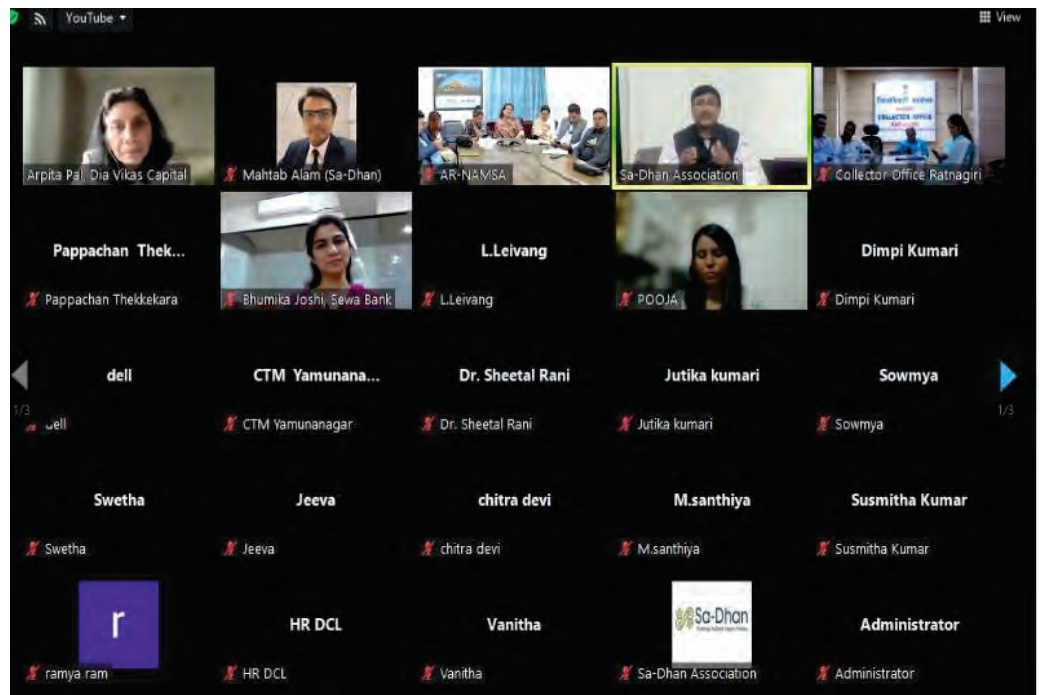 YouTube
View
Arpita Pal, Dia Vikas Capital
Mahtab Alam (Sa-Dhan)
AR-NAMSA
Sa-Dhan Association
COLLECTOR OFFICE
Collector Office Ratnagiri
Pappachan Thek...
L.Leivang
Dimpi Kumari
Pappachan Thekkekara
Bhumika Joshi, Sewa Bank
L.Leivang
POOJA
Dimpi Kumari
dell
CTM Yamunana...
Dr. Sheetal Rani
Jutika kumari
Sowmya
1/3
1/3
dell
CTM Yamunanagar
Dr. Sheetal Rani
Jutika kumari
Sowmya
Swetha
Jeeva
chitra devi
M.santhiya
Susmitha Kumar
Swetha
Jeeva
chitra devi
M.santhiya
Susmitha Kumar
r
HR DCL
Vanitha
Sa-Dhan
Administrator
ramya ram
HR DCL
Vanitha
Sa-Dhan Association
Administrator